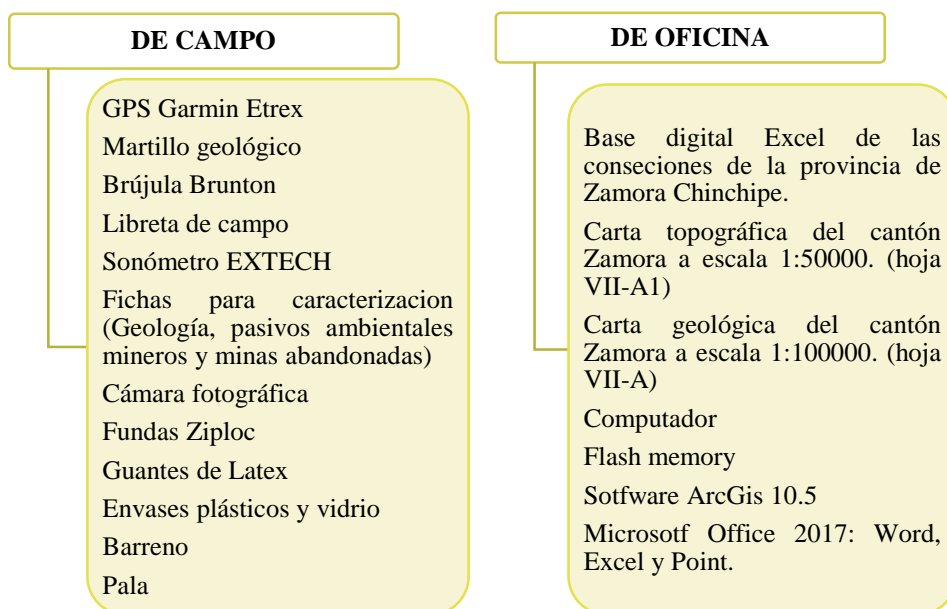 DE CAMPO
GPS Garmin Etrex
Martillo geológico
Brújula Brunton
Libreta de campo
Sonómetro EXTECH
Fichas para caracterizacion
(Geología, pasivos ambientales
mineros y minas abandonadas)
Cámara fotográfica
Fundas Ziploc
Guantes de Latex
Envases plásticos y vidrio
Barreno
Pala
DE OFICINA
Base digital Excel de las
conseciones de la provincia de
Zamora Chinchipe.
Carta topográfica del cantón
Zamora a escala 1:50000. (hoja
VII-A1)
Carta geológica del cantón
Zamora a escala 1:100000. (hoja
VII-A)
Computador
Flash memory
Sotfware ArcGis 10.5
Microsotf Office 2017: Word,
Excel y Point.